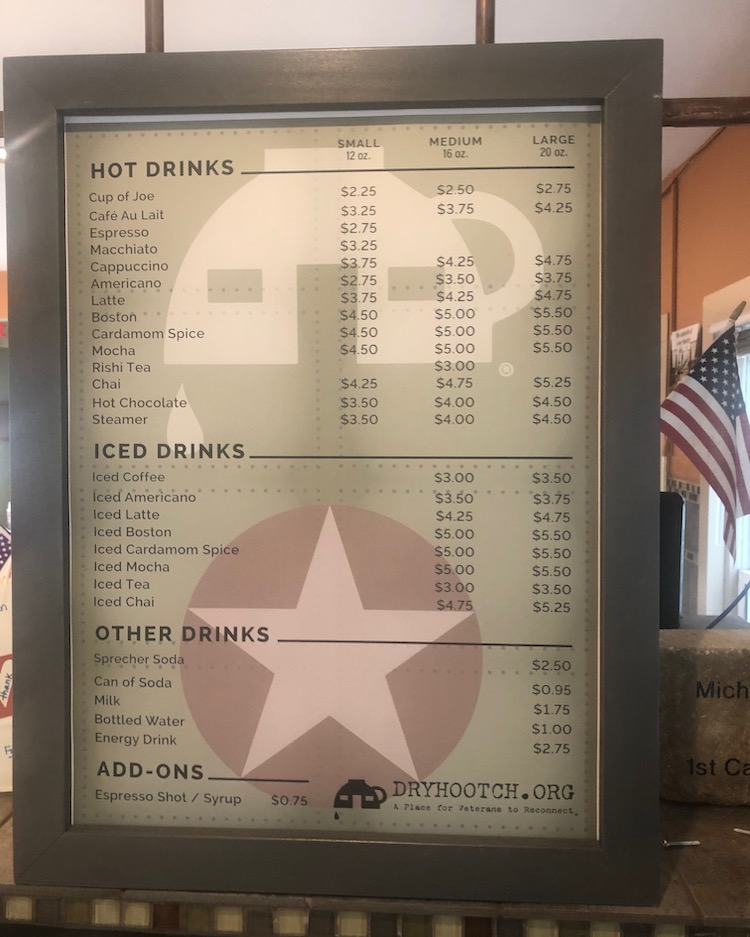 SMALL MEDIUM LARGE
12 oz. 16 oz. 20 oz.
HOT DRINKS
Cup of Joe $2.25 $2.50 $2.75
Café Au Lait $3.25 $3.75 $4.25
Espresso $2.75
Macchiato $3.25
Cappuccino $3.75 $4.25 $4.75
Americano $2.75 $3.50 $3.75
Latte $3.75 $4.25 $4.75
Boston $4.50 $5.00 $5.50
Cardamom Spice $4.50 $5.00 $5.50
Mocha $4.50 $5.00 $5.50
Rishi Tea $3.00
Chai $4.25 $4.75 $5.25
Hot Chocolate $3.50 $4.00 $4.50
Steamer $3.50 $4.00 $4.50
®
ICED DRINKS
Iced Coffee $3.00 $3.50
Iced Americano $3.50 $3.75
Iced Latte $4.25 $4.75
Iced Boston $5.00 $5.50
Iced Cardamom Spice $5.00 $5.50
Iced Mocha $5.00 $5.50
Iced Tea $3.00 $3.50
Iced Chai $4.75 $5.25
OTHER DRINKS
Sprecher Soda $2.50
Can of Soda $0.95
Milk $1.75
Bottled Water $1.00
Energy Drink $2.75
ADD-ONS
Espresso Shot / Syrup $0.75
DRYHOOTCH.ORG
A Place for Veterans to Reconnect.
Mich
1st Ca
thank